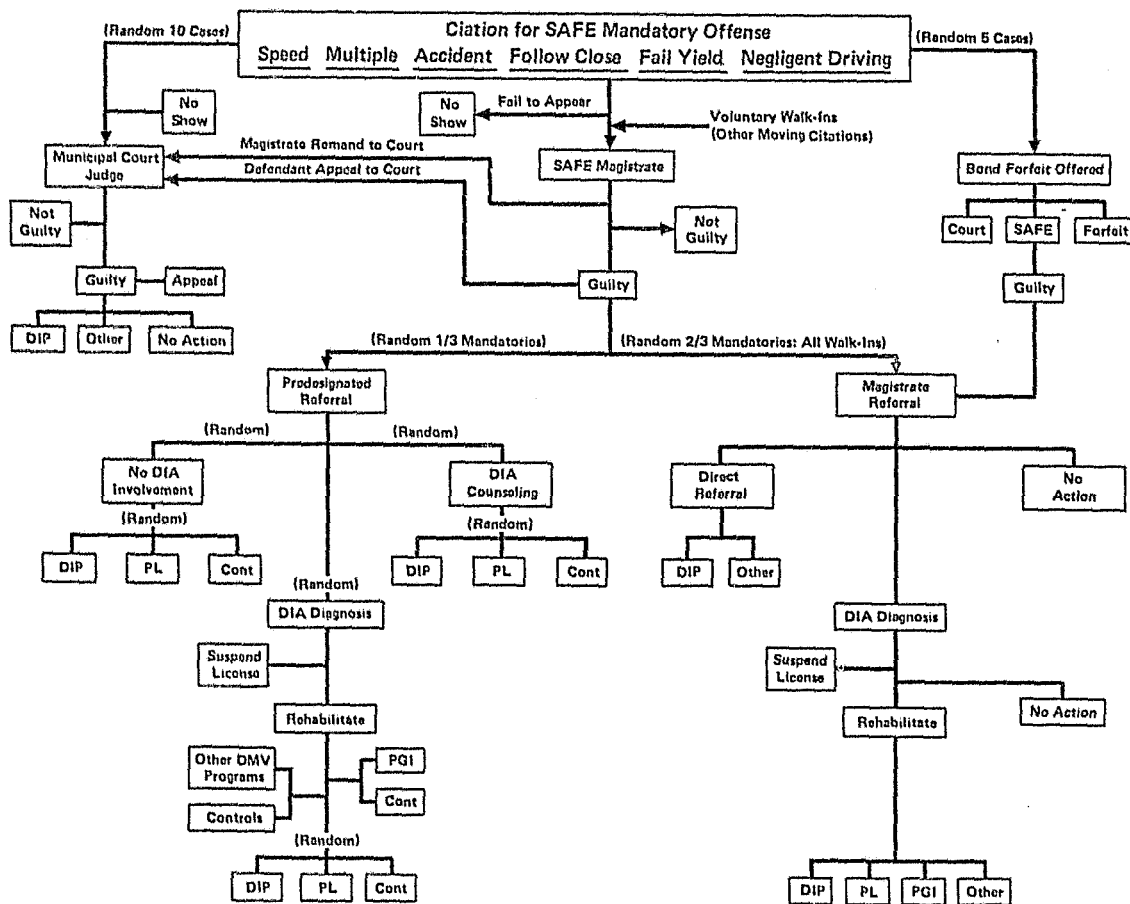 (Random 10 Cases)
Ciation for SAFE Mandatory Offense
(Random 5 Cases)
Speed Multiple Accident Follow Close Fail Yield Negligent Driving
No
Show
No
Show
Fail to Appear
Voluntary Walk-Ins
(Other Moving Citations)
Municipal Court
Judge
Magistrate Remand to Court
Defendant Appeal to Court
SAFE Magistrate
Bond Forfeit Offered
Not
Guilty
Not
Guilty
Court
SAFE
Forfeit
Guilty
Appeal
Guilty
Guilty
DIP
Other
No Action
(Random 1/3 Mandatories)
(Random 2/3 Mandatories: All Walk-Ins)
Predesignated
Referral
Magistrate
Referral
(Random)
(Random)
No DIA
Involvement
DIA
Counseling
Direct
Referral
No
Action
(Random)
(Random)
DIP
PL
Cont
DIP
PL
Cont
DIP
Other
(Random)
DIA Diagnosis
DIA Diagnosis
Suspend
License
Suspend
License
Rehabilitate
Rehabilitate
No Action
Other DMV
Programs
PGI
Controls
Cont
(Random)
DIP
PL
Cont
DIP
PL
PGI
Other